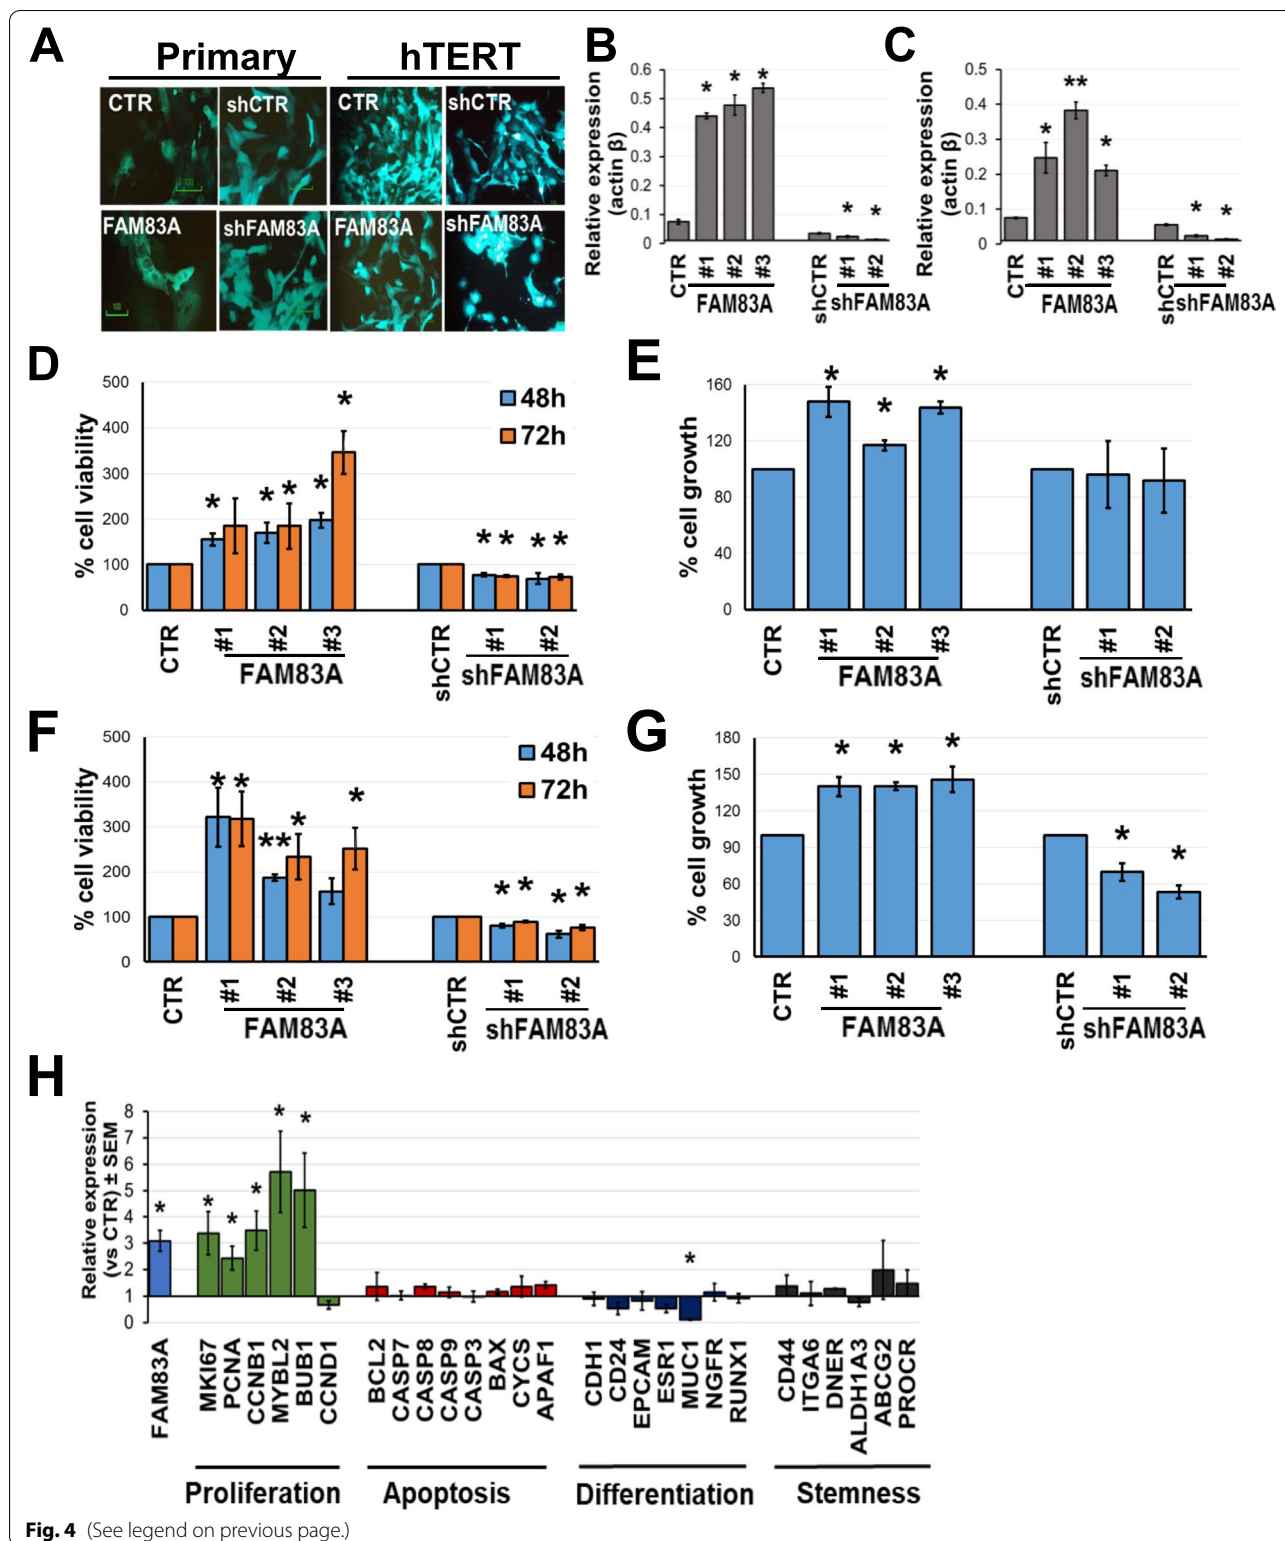 A
Primary
hTERT
CTR
shCTR
CTR
shCTR
100
FAM83A
shFAM83A
FAM83A
shFAM83A
100
B
Relative expression
(actin β)
0.6
0.5
0.4
0.3
0.2
0.1
0
* * *
* *
CTR
#1
#2
#3
FAM83A
shCTR
#1
#2
shFAM83A
C
Relative expression
(actin β)
0.5
0.4
0.3
0.2
0.1
0
* ** *
* *
CTR
#1
#2
#3
FAM83A
shCTR
#1
#2
shFAM83A
D
% cell viability
500
400
300
200
100
0
48h
72h
* * * * *
* * * *
CTR
#1
#2
#3
FAM83A
shCTR
#1
#2
shFAM83A
E
% cell growth
160
120
80
40
0
* * *
CTR
#1
#2
#3
FAM83A
shCTR
#1
#2
shFAM83A
F
% cell viability
500
400
300
200
100
0
48h
72h
* * ** * *
* * * *
CTR
#1
#2
#3
FAM83A
shCTR
#1
#2
shFAM83A
G
% cell growth
180
150
120
90
60
30
0
* * *
* *
CTR
#1
#2
#3
FAM83A
shCTR
#1
#2
shFAM83A
H
Relative expression
(vs CTR) ± SEM
8
7
6
5
4
3
2
1
0
* * * * * * *
FAM83A
MKI67
PCNA
CCNB1
MYBL2
BUB1
CCND1
BCL2
CASP7
CASP8
CASP9
CASP3
BAX
CYCS
APAF1
CDH1
CD24
EPCAM
ESR1
MUC1
NGFR
RUNX1
CD44
ITGA6
DNER
ALDH1A3
ABCG2
PROCR
Proliferation
Apoptosis
Differentiation
Stemness
Fig. 4 (See legend on previous page.)